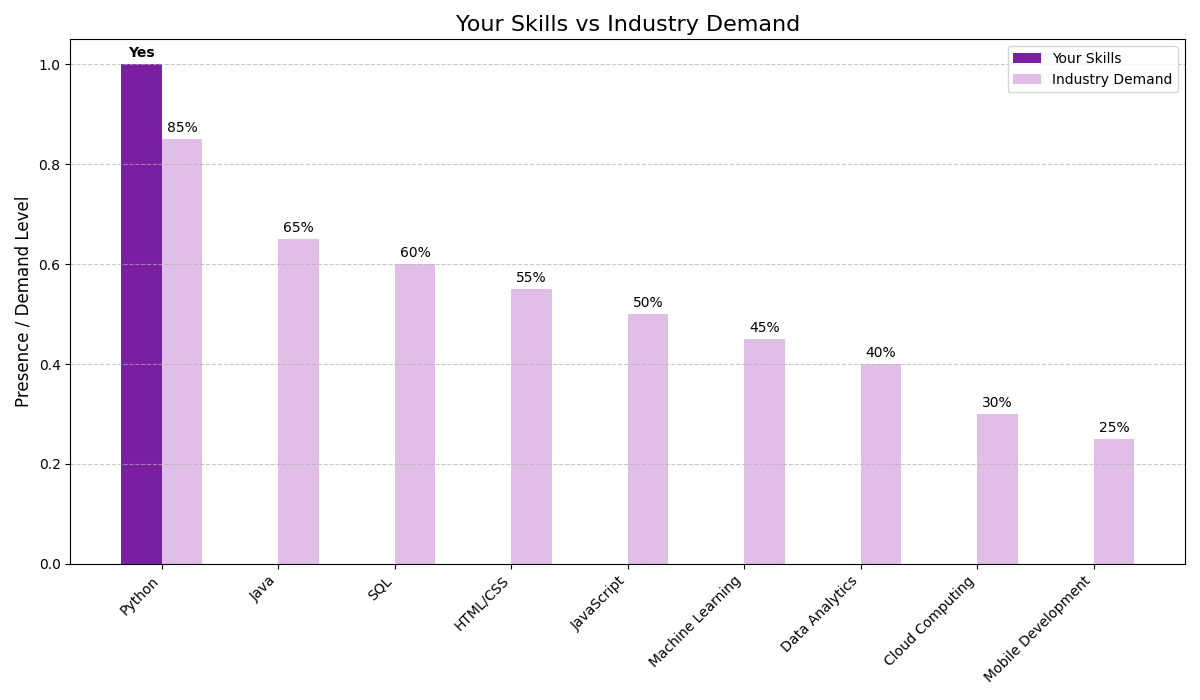 Your Skills vs Industry Demand
Yes
Your Skills
Industry Demand
85%
65%
60%
55%
50%
45%
40%
30%
25%
1.0
0.8
0.6
0.4
0.2
0.0
Presence / Demand Level
Python
Java
SQL
HTML/CSS
JavaScript
Machine Learning
Data Analytics
Cloud Computing
Mobile Development